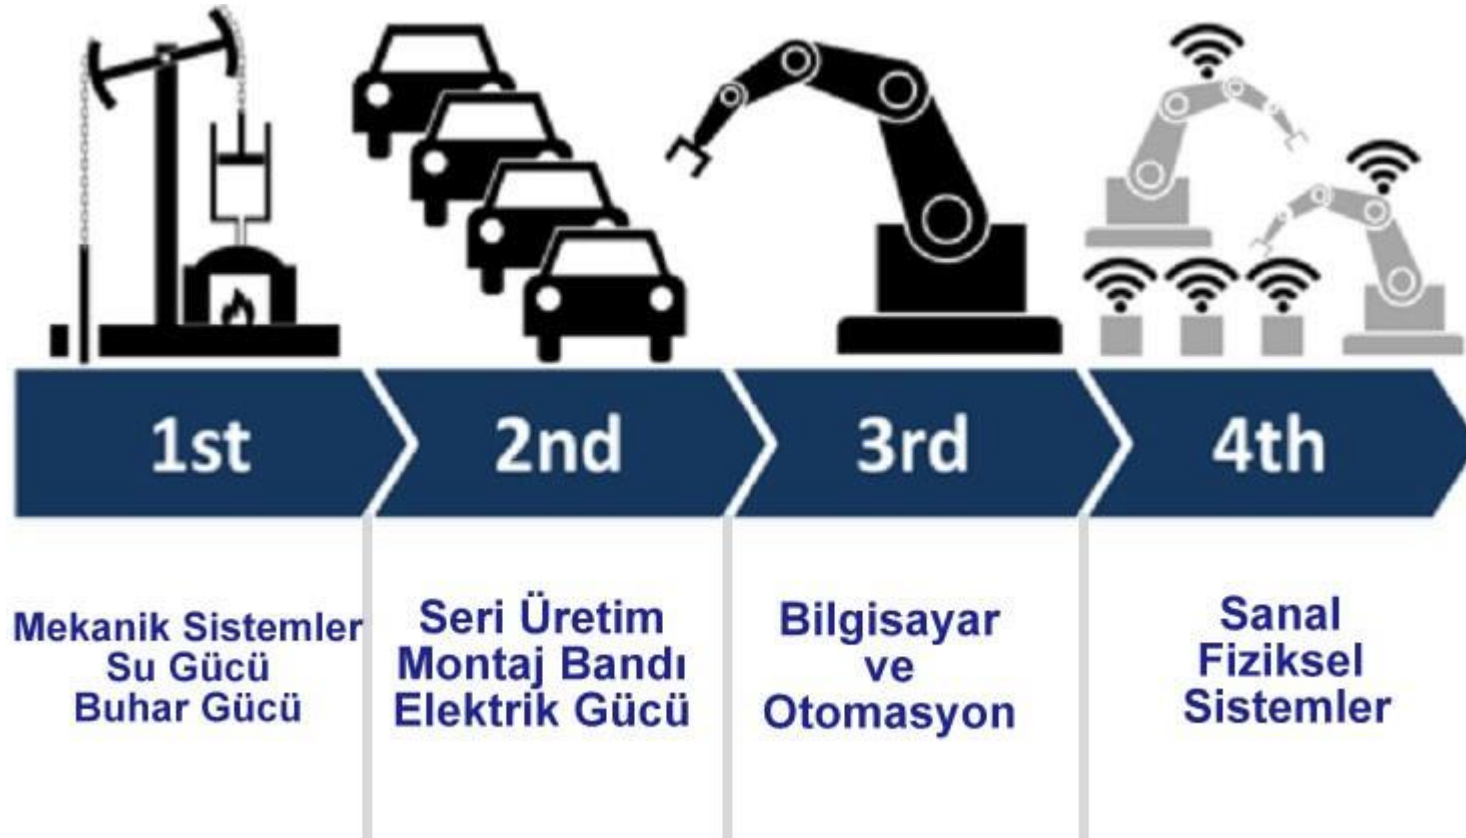 1st
2nd
3rd
4th
Mekanik Sistemler
Su Gücü
Buhar Gücü
Seri Üretim
Montaj Bandı
Elektrik Gücü
Bilgisayar
ve
Otomasyon
Sanal
Fiziksel
Sistemler